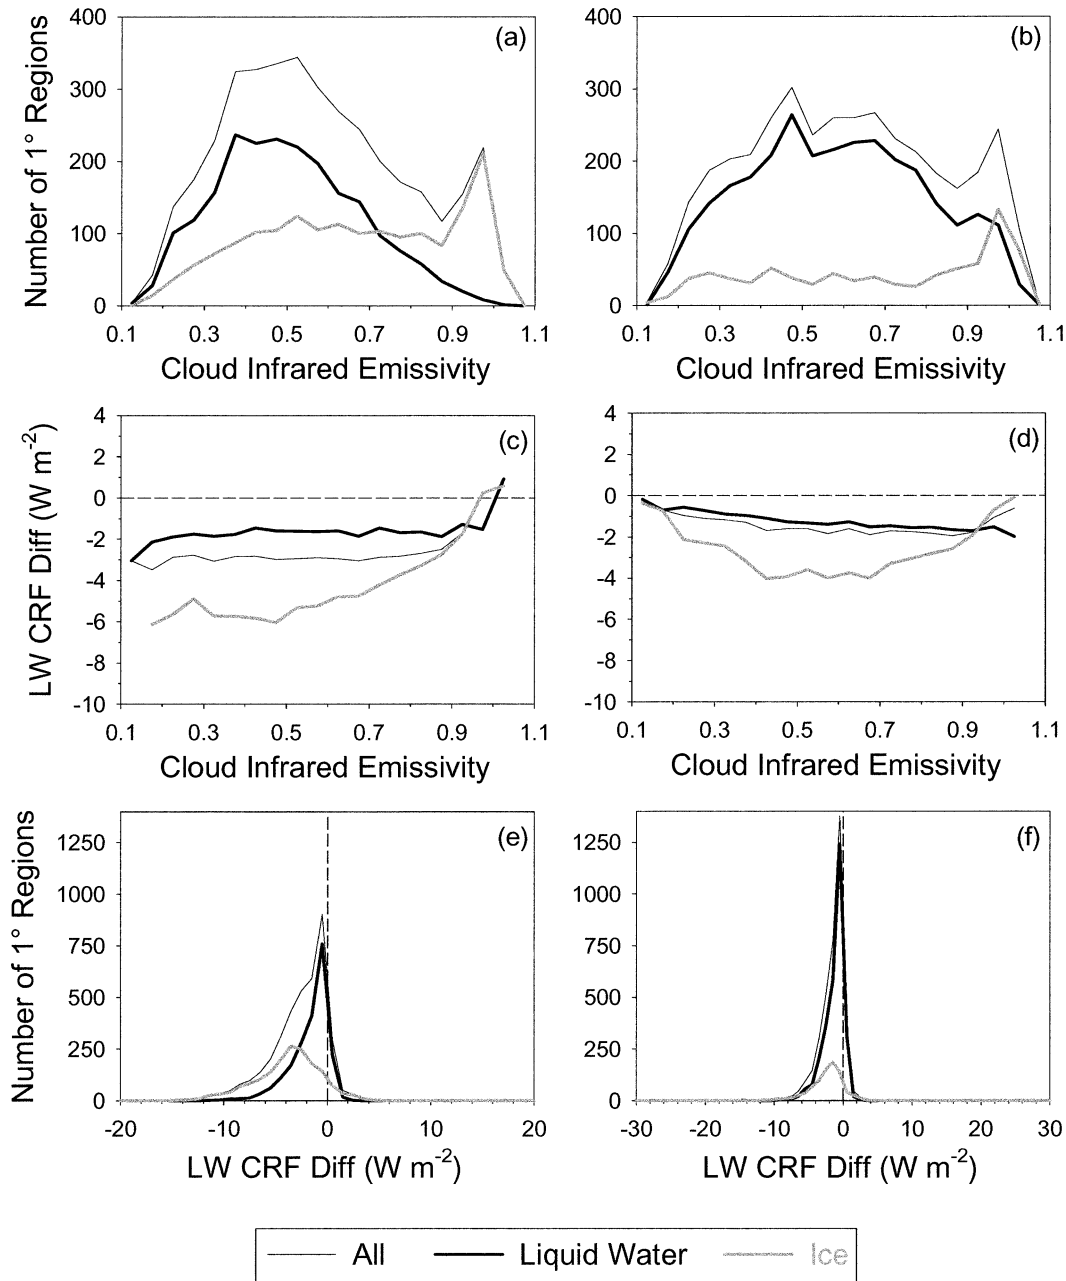 (a)
400
300
200
100
0
Number of 1° Regions
0.1 0.3 0.5 0.7 0.9 1.1
Cloud Infrared Emissivity
(b)
400
300
200
100
0
0.1 0.3 0.5 0.7 0.9 1.1
Cloud Infrared Emissivity
(c)
4
2
0
-2
-4
-6
-8
-10
LW CRF Diff (W m-2)
0.1 0.3 0.5 0.7 0.9 1.1
Cloud Infrared Emissivity
(d)
4
2
0
-2
-4
-6
-8
-10
0.1 0.3 0.5 0.7 0.9 1.1
Cloud Infrared Emissivity
(e)
1250
1000
750
500
250
0
Number of 1° Regions
-20 -10 0 10 20
LW CRF Diff (W m-2)
(f)
1250
1000
750
500
250
0
-30 -20 -10 0 10 20 30
LW CRF Diff (W m-2)
All Liquid Water Ice